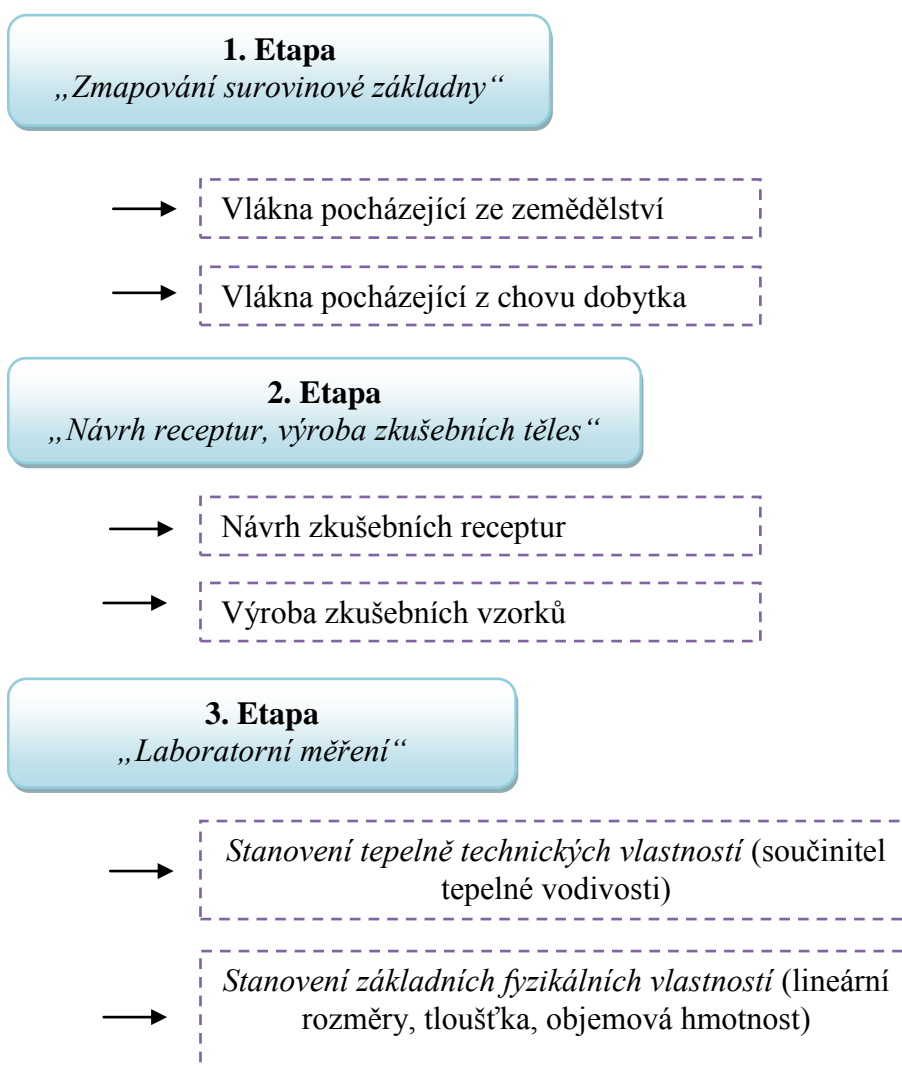 1. Etapa
„Zmapování surovinové základny“
Vlákna pocházející ze zemědělství
Vlákna pocházející z chovu dobytka
2. Etapa
„Návrh receptur, výroba zkušebních těles“
Návrh zkušebních receptur
Výroba zkušebních vzorků
3. Etapa
„Laboratorní měření“
Stanovení tepelně technických vlastností (součinitel
tepelné vodivosti)
Stanovení základních fyzikálních vlastností (lineární
rozměry, tloušťka, objemová hmotnost)